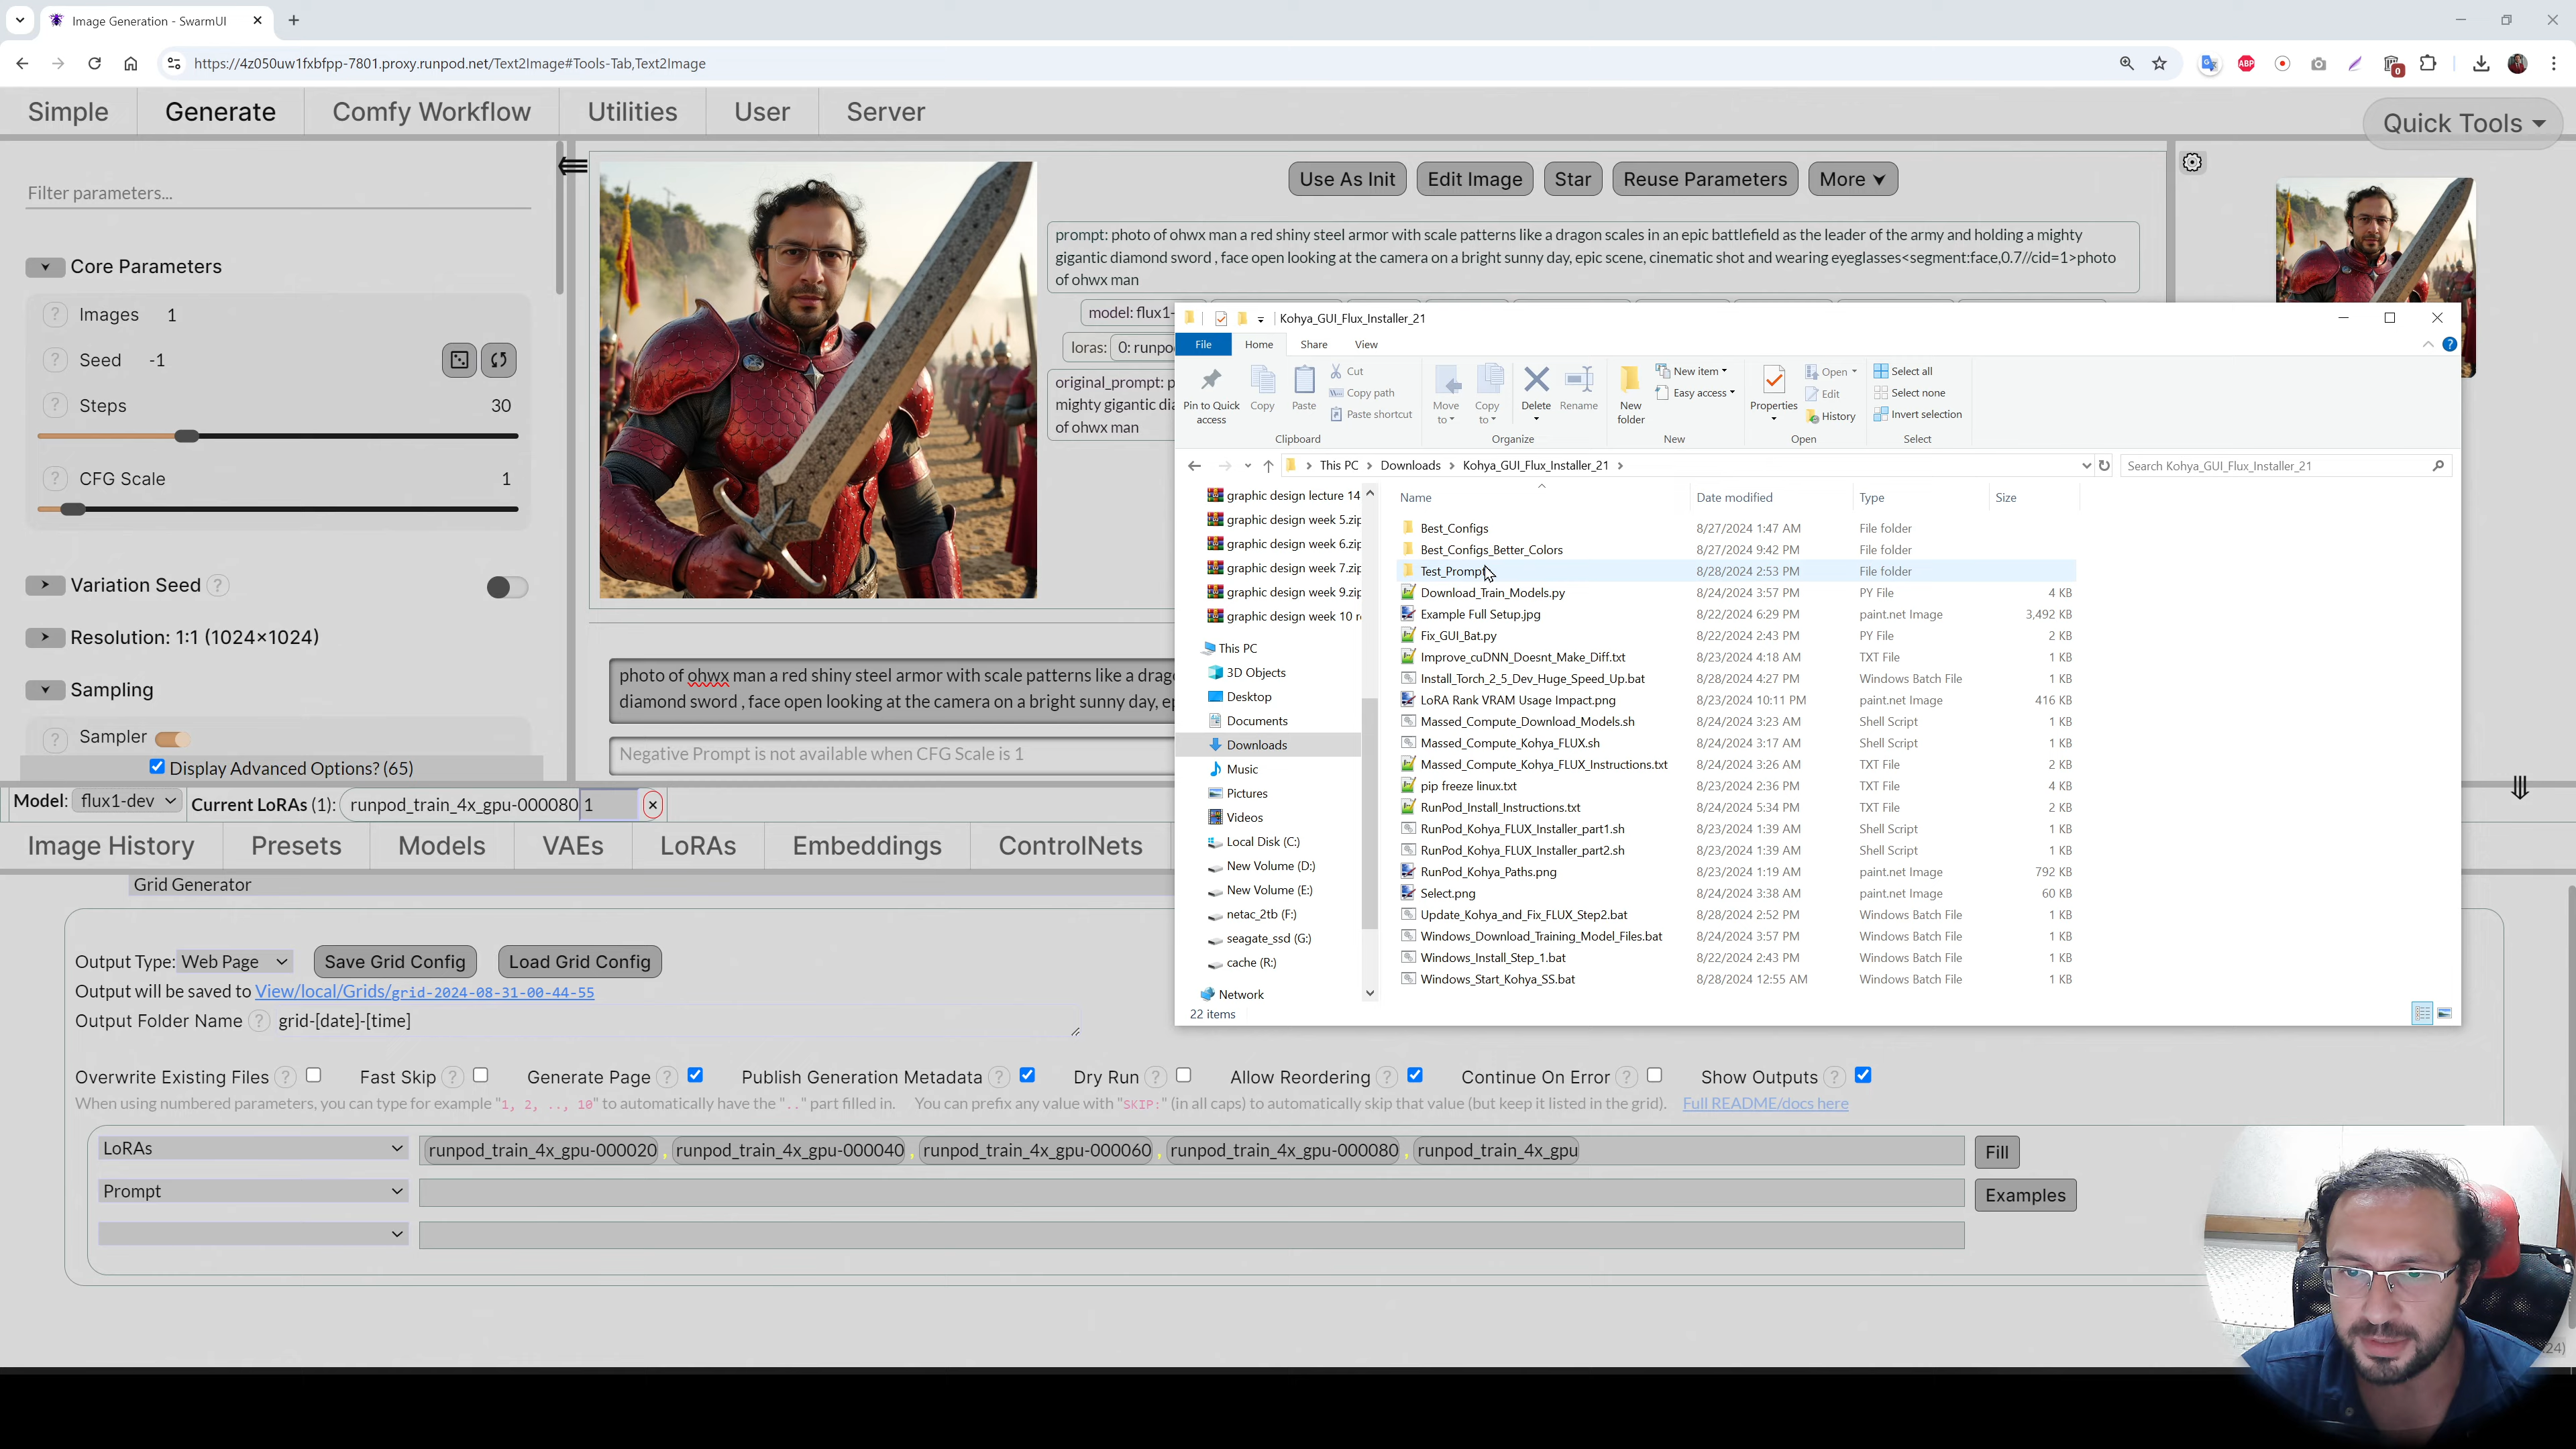 Image Generation - SwarmUI
https://4z050uw1fxbfpp-7801.proxy.runpod.net/Text2Image#Tools-Tab,Text2Image
ABP
0
Simple
Generate
Comfy Workflow
Utilities
User
Server
Quick Tools
Filter parameters...
Core Parameters
? Images 1
? Seed -1
? Steps 30
? CFG Scale 1
Variation Seed ?
Resolution: 1:1 (1024×1024)
Sampling
? Sampler
Display Advanced Options? (65)
Use As Init
Edit Image
Star
Reuse Parameters
More
prompt: photo of ohwx man a red shiny steel armor with scale patterns like a dragon scales in an epic battlefield as the leader of the army and holding a mighty
gigantic diamond sword , face open looking at the camera on a bright sunny day, epic scene, cinematic shot and wearing eyeglasses<segment:face,0.7//cid=1>photo
of ohwx man
model: flux1-
loras: 0: runpo
original_prompt: p
mighty gigantic dia
of ohwx man
photo of ohwx man a red shiny steel armor with scale patterns like a drag
diamond sword , face open looking at the camera on a bright sunny day, ep
Negative Prompt is not available when CFG Scale is 1
Kohya_GUI_Flux_Installer_21
File
Home
Share
View
Pin to Quick access
Copy
Paste
Cut
Copy path
Paste shortcut
Clipboard
Move to
Copy to
Delete
Rename
Organize
New folder
New item
Easy access
New
Properties
Open
Edit
History
Open
Select all
Select none
Invert selection
Select
This PC > Downloads > Kohya_GUI_Flux_Installer_21 >
Search Kohya_GUI_Flux_Installer_21
graphic design lecture 14
graphic design week 5.zip
graphic design week 6.zip
graphic design week 7.zip
graphic design week 9.zip
graphic design week 10 r
This PC
3D Objects
Desktop
Documents
Downloads
Music
Pictures
Videos
Local Disk (C:)
New Volume (D:)
New Volume (E:)
netac_2tb (F:)
seagate_ssd (G:)
cache (R:)
Network
Name Date modified Type Size
Best_Configs 8/27/2024 1:47 AM File folder
Best_Configs_Better_Colors 8/27/2024 9:42 PM File folder
Test_Prompt 8/28/2024 2:53 PM File folder
Download_Train_Models.py 8/24/2024 3:57 PM PY File 4 KB
Example Full Setup.jpg 8/22/2024 6:29 PM paint.net Image 3,492 KB
Fix_GUI_Bat.py 8/22/2024 2:43 PM PY File 2 KB
Improve_cuDNN_Doesnt_Make_Diff.txt 8/23/2024 4:18 AM TXT File 1 KB
Install_Torch_2_5_Dev_Huge_Speed_Up.bat 8/28/2024 4:27 PM Windows Batch File 1 KB
LoRA Rank VRAM Usage Impact.png 8/23/2024 10:11 PM paint.net Image 416 KB
Massed_Compute_Download_Models.sh 8/24/2024 3:23 AM Shell Script 1 KB
Massed_Compute_Kohya_FLUX.sh 8/24/2024 3:17 AM Shell Script 1 KB
Massed_Compute_Kohya_FLUX_Instructions.txt 8/24/2024 3:26 AM TXT File 2 KB
pip freeze linux.txt 8/23/2024 2:36 PM TXT File 4 KB
RunPod_Install_Instructions.txt 8/24/2024 5:34 PM TXT File 2 KB
RunPod_Kohya_FLUX_Installer_part1.sh 8/23/2024 1:39 AM Shell Script 1 KB
RunPod_Kohya_FLUX_Installer_part2.sh 8/23/2024 1:39 AM Shell Script 1 KB
RunPod_Kohya_Paths.png 8/23/2024 1:19 AM paint.net Image 792 KB
Select.png 8/24/2024 3:38 AM paint.net Image 60 KB
Update_Kohya_and_Fix_FLUX_Step2.bat 8/28/2024 2:52 PM Windows Batch File 1 KB
Windows_Download_Training_Model_Files.bat 8/24/2024 3:57 PM Windows Batch File 1 KB
Windows_Install_Step_1.bat 8/22/2024 2:43 PM Windows Batch File 1 KB
Windows_Start_Kohya_SS.bat 8/28/2024 12:55 AM Windows Batch File 1 KB
22 items
Model: flux1-dev Current LoRAs (1): runpod_train_4x_gpu-000080 1 ×
Image History
Presets
Models
VAEs
LoRAs
Embeddings
ControlNets
Grid Generator
Output Type: Web Page Save Grid Config Load Grid Config
Output will be saved to View/local/Grids/grid-2024-08-31-00-44-55
Output Folder Name ? grid-[date]-[time]
Overwrite Existing Files ? Fast Skip ? Generate Page ? Publish Generation Metadata ? Dry Run ? Allow Reordering ? Continue On Error ? Show Outputs ?
When using numbered parameters, you can type for example "1, 2, .., 10" to automatically have the ".." part filled in. You can prefix any value with "SKIP:" (in all caps) to automatically skip that value (but keep it listed in the grid). Full README/docs here
LoRAs runpod_train_4x_gpu-000020 , runpod_train_4x_gpu-000040 , runpod_train_4x_gpu-000060 , runpod_train_4x_gpu-000080 , runpod_train_4x_gpu Fill
Prompt Examples
24)